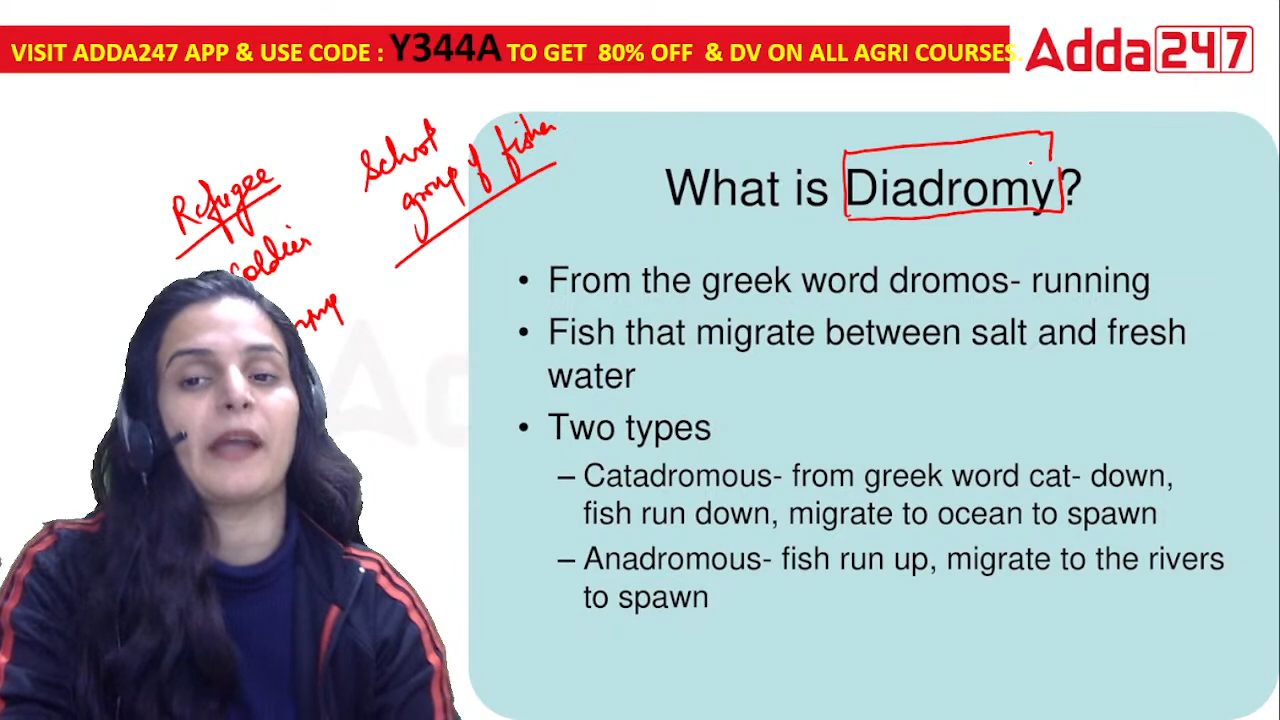 VISIT ADDA247 APP & USE CODE : Y344A TO GET 80% OFF & DV ON ALL AGRI COURSES.
Adda247
Refugee
School
group of fishes
What is Diadromy?
• From the greek word dromos- running
• Fish that migrate between salt and fresh
water
• Two types
– Catadromous- from greek word cat- down,
fish run down, migrate to ocean to spawn
– Anadromous- fish run up, migrate to the rivers
to spawn